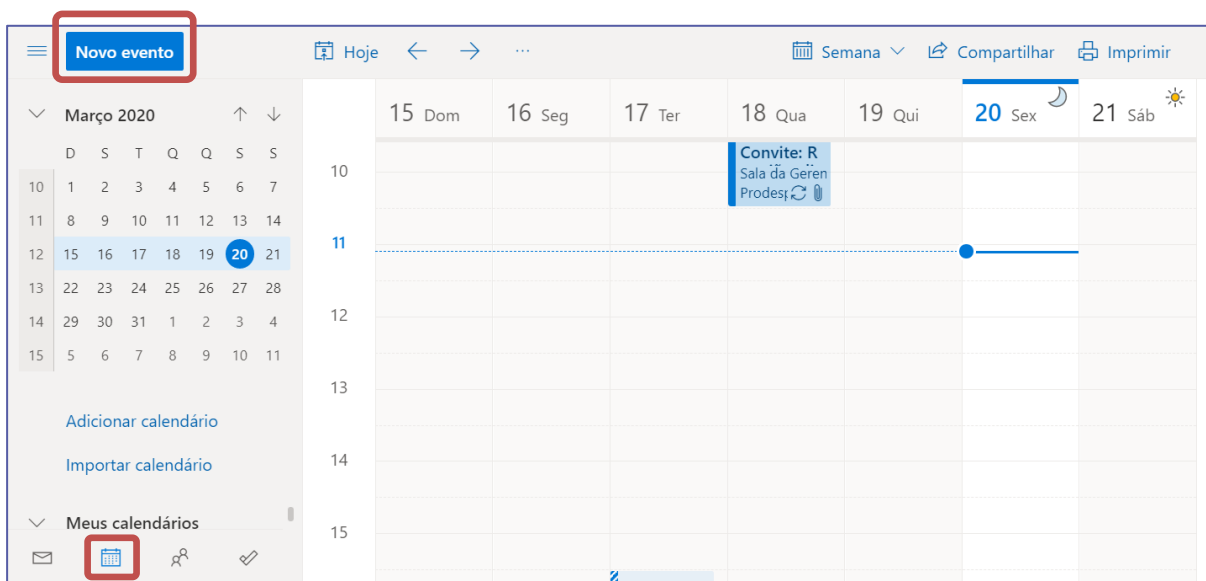 Novo evento
Hoje
Semana
Compartilhar
Imprimir
Março 2020
D S T Q Q S S
10 1 2 3 4 5 6 7
11 8 9 10 11 12 13 14
12 15 16 17 18 19 20 21
13 22 23 24 25 26 27 28
14 29 30 31 1 2 3 4
15 5 6 7 8 9 10 11
Adicionar calendário
Importar calendário
Meus calendários
15 Dom
16 Seg
17 Ter
18 Qua
19 Qui
20 Sex
21 Sáb
10
11
12
13
14
15
Convite: R
Sala da Geren
Prodesp